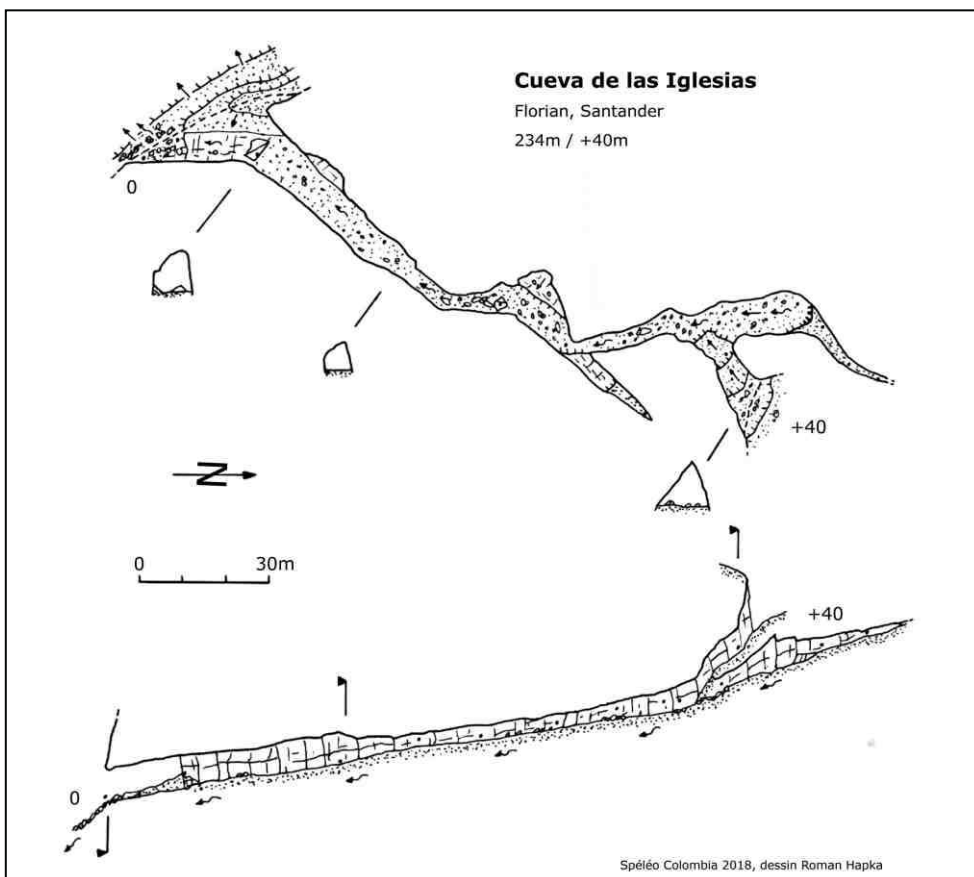 Cueva de las Iglesias
Florian, Santander
234m / +40m
0
+40
N
0 30m
+40
0
Spéléo Colombia 2018, dessin Roman Hapka